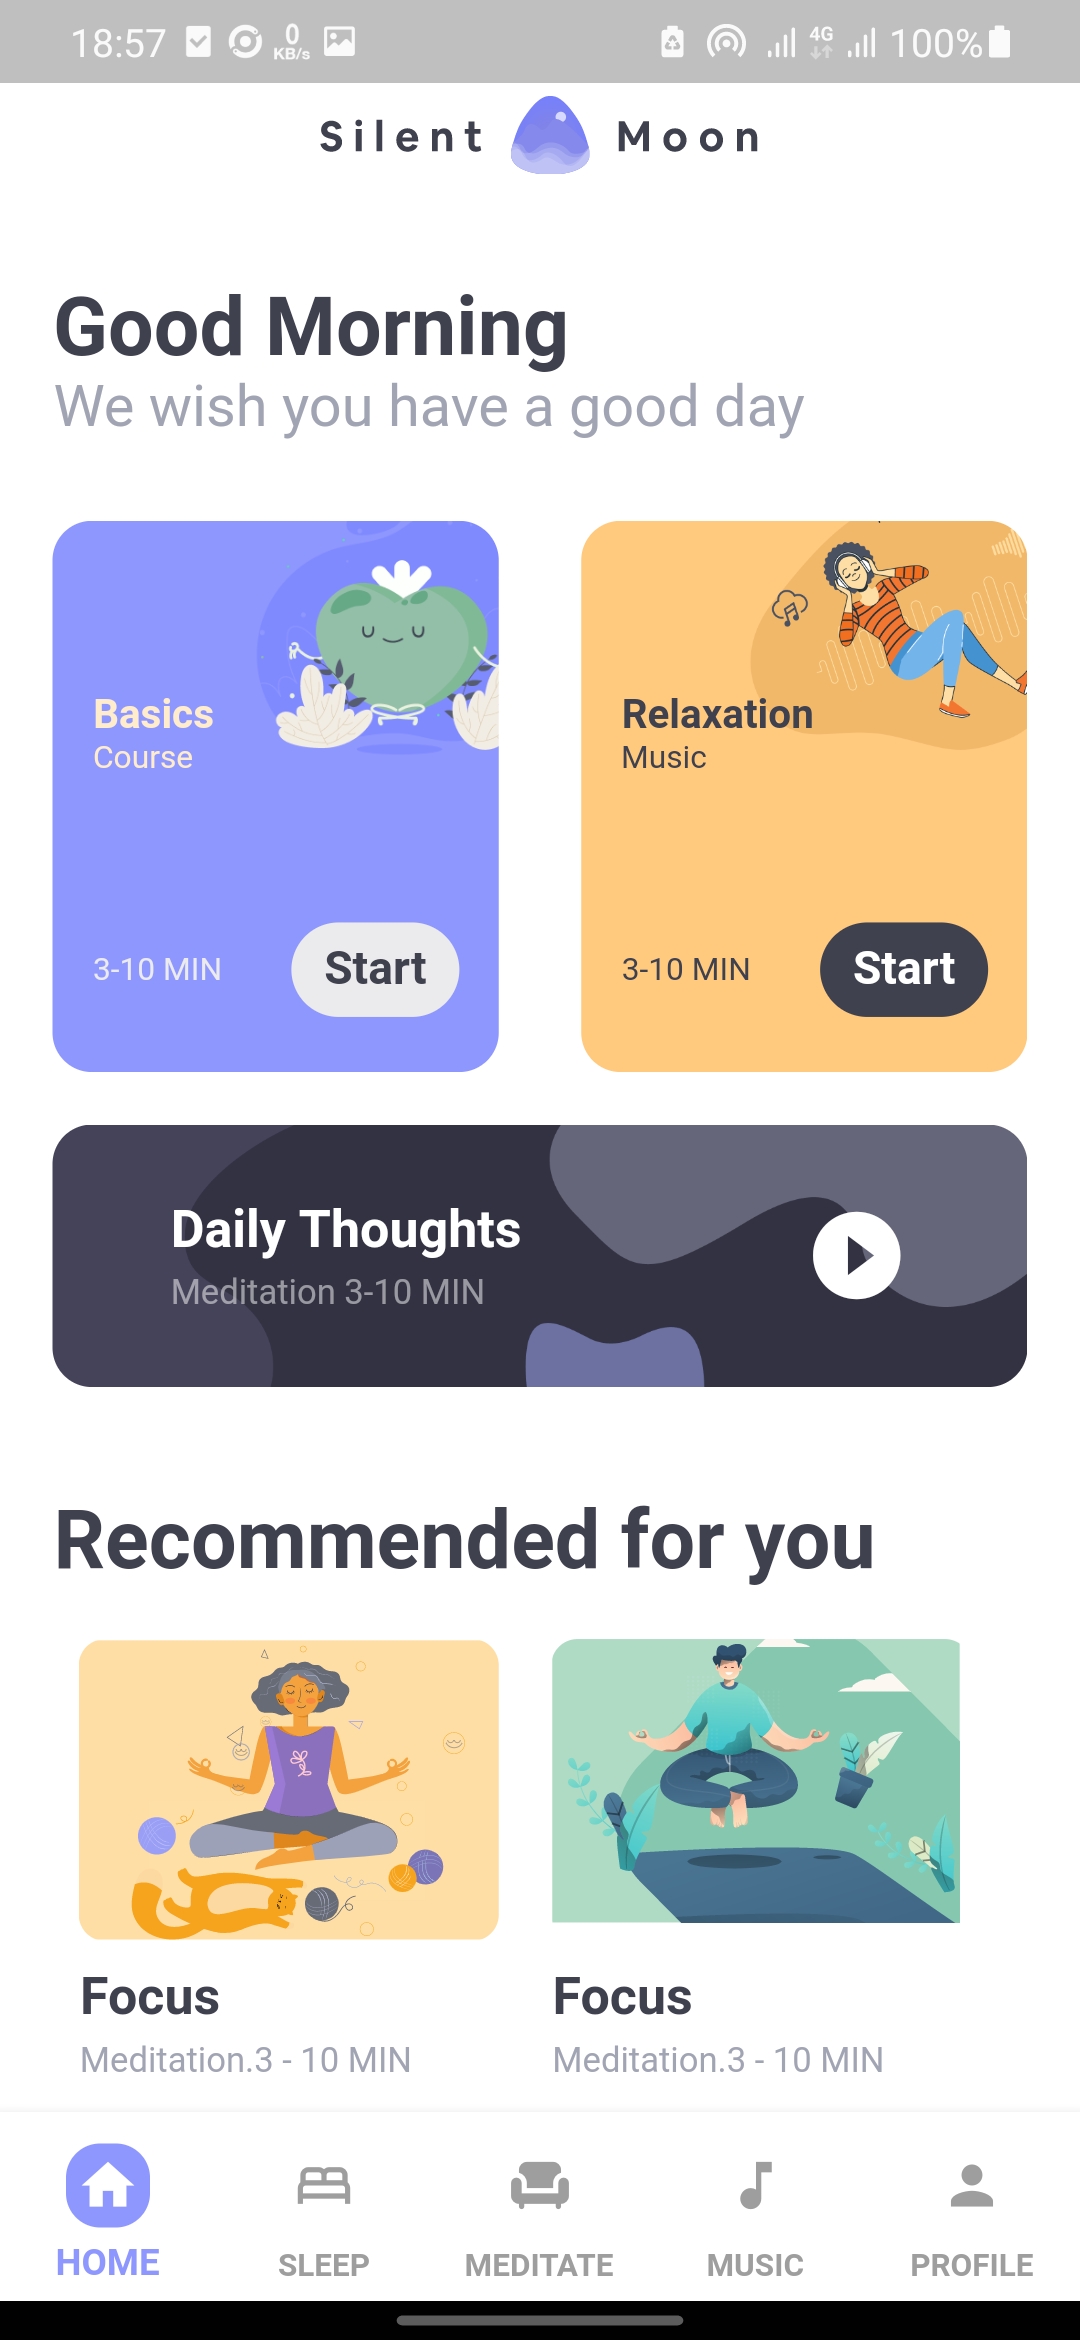 18:57
0
KB/s
4G
100%
Silent Moon
Good Morning
We wish you have a good day
Basics
Course
3-10 MIN
Start
Relaxation
Music
3-10 MIN
Start
Daily Thoughts
Meditation 3-10 MIN
Recommended for you
Focus
Meditation.3 - 10 MIN
Focus
Meditation.3 - 10 MIN
HOME
SLEEP
MEDITATE
MUSIC
PROFILE